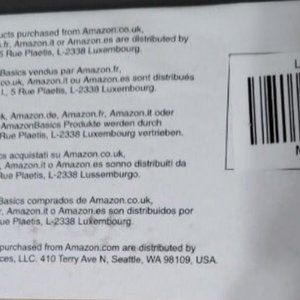 ucts purchased from Amazon.co.uk,
.fr, Amazon.it or Amazon.es are distributed by
5 Rue Plaetis, L-2338 Luxembourg.
Basics vendus par Amazon.fr,
co.uk, Amazon.it ou Amazon.es sont distribués
l., 5 Rue Plaetis, L-2338 Luxembourg.
k, Amazon.de, Amazon.fr, Amazon.it oder
AmazonBasics Produkte werden durch
Rue Plaetis, L-2338 Luxembourg vertrieben.
cs acquistati su Amazon.co.uk,
, Amazon.it o Amazon.es sonno distribuiti da
Rue Plaetis, L-2338 Lussemburgo.
Basics comprados de Amazon.co.uk,
r, Amazon.it o Amazon.es son distribuidos por
ue Plaetis, L-2338 Luxemburgo.
purchased from Amazon.com are distributed by
ces, LLC. 410 Terry Ave N, Seattle, WA 98109, USA.
L
N